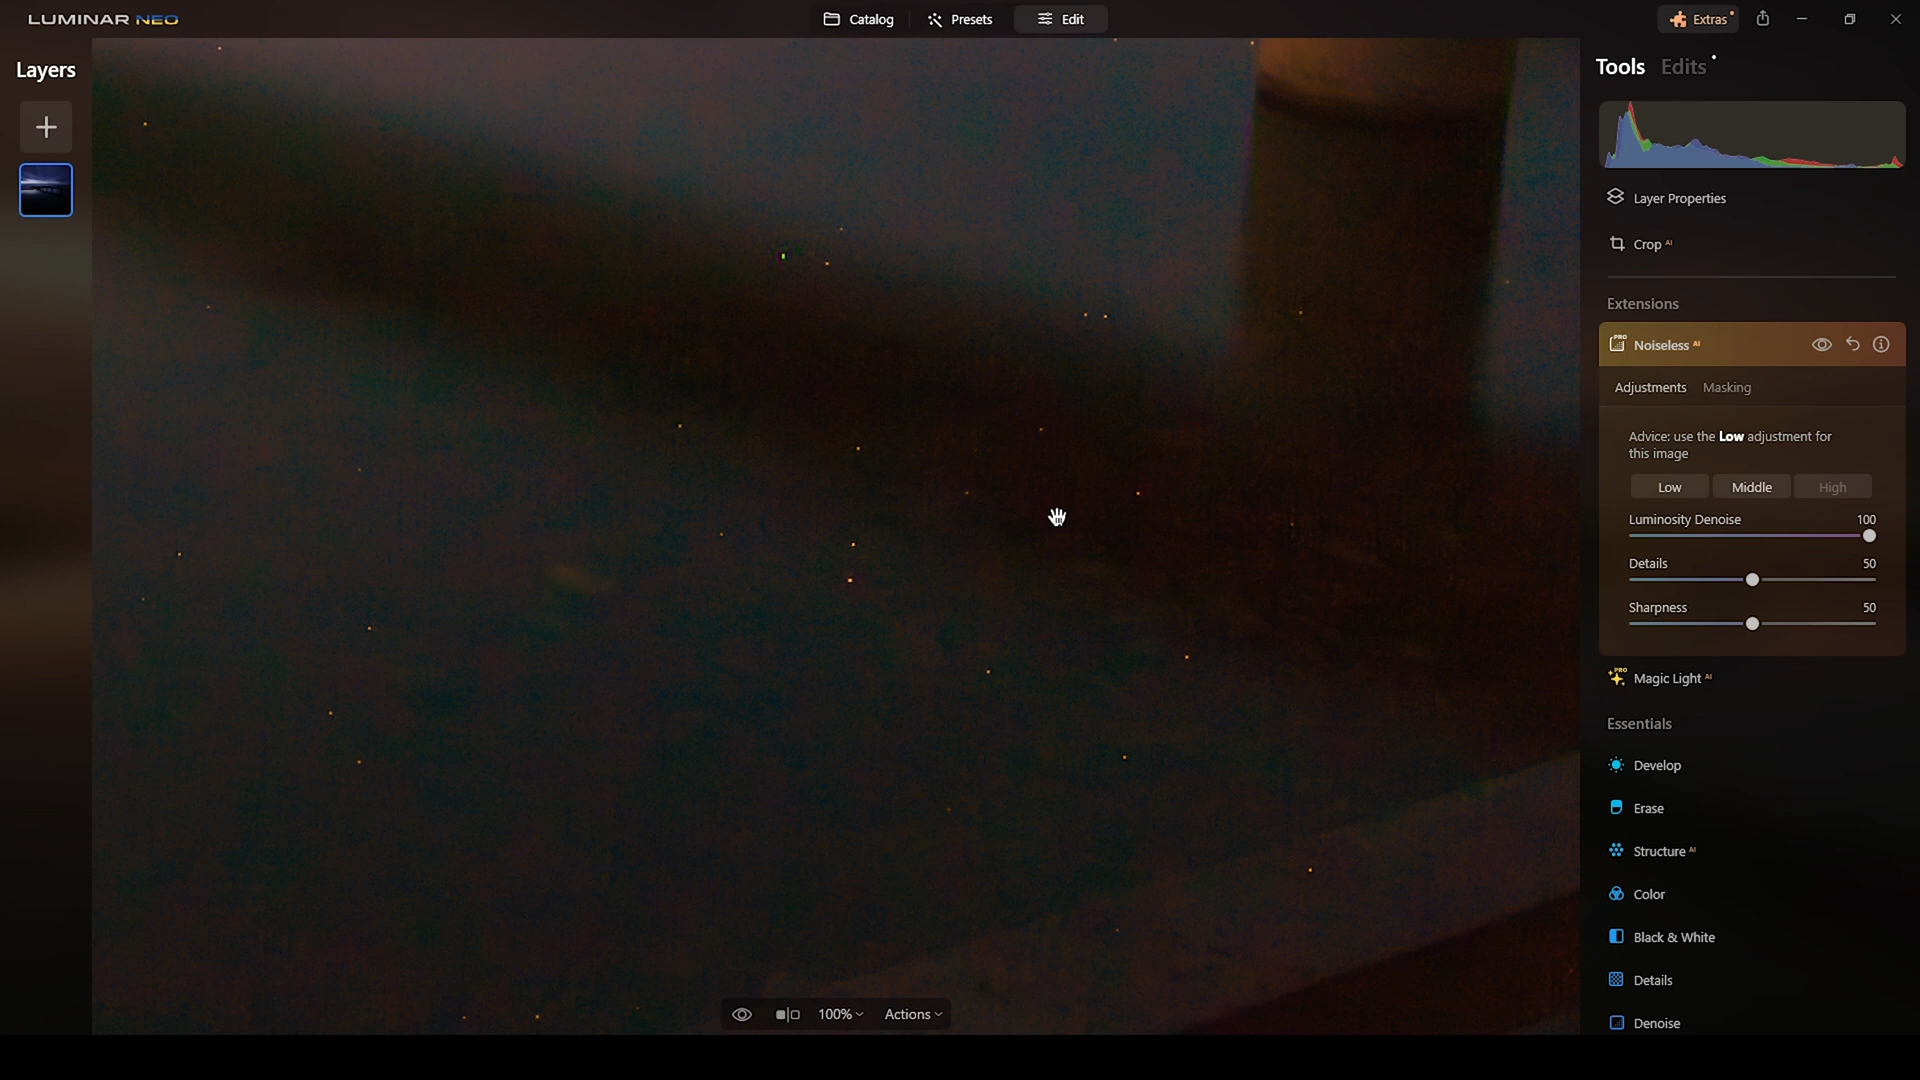 LUMINAR NEO
Catalog
Presets
Edit
Extras
Layers
Tools
Edits
Layer Properties
Crop AI
Extensions
PRO
Noiseless AI
Adjustments
Masking
Advice: use the Low adjustment for
this image
Low
Middle
High
Luminosity Denoise
100
Details
50
Sharpness
50
PRO
Magic Light AI
Essentials
Develop
Erase
Structure AI
Color
Black & White
Details
Denoise
100%
Actions